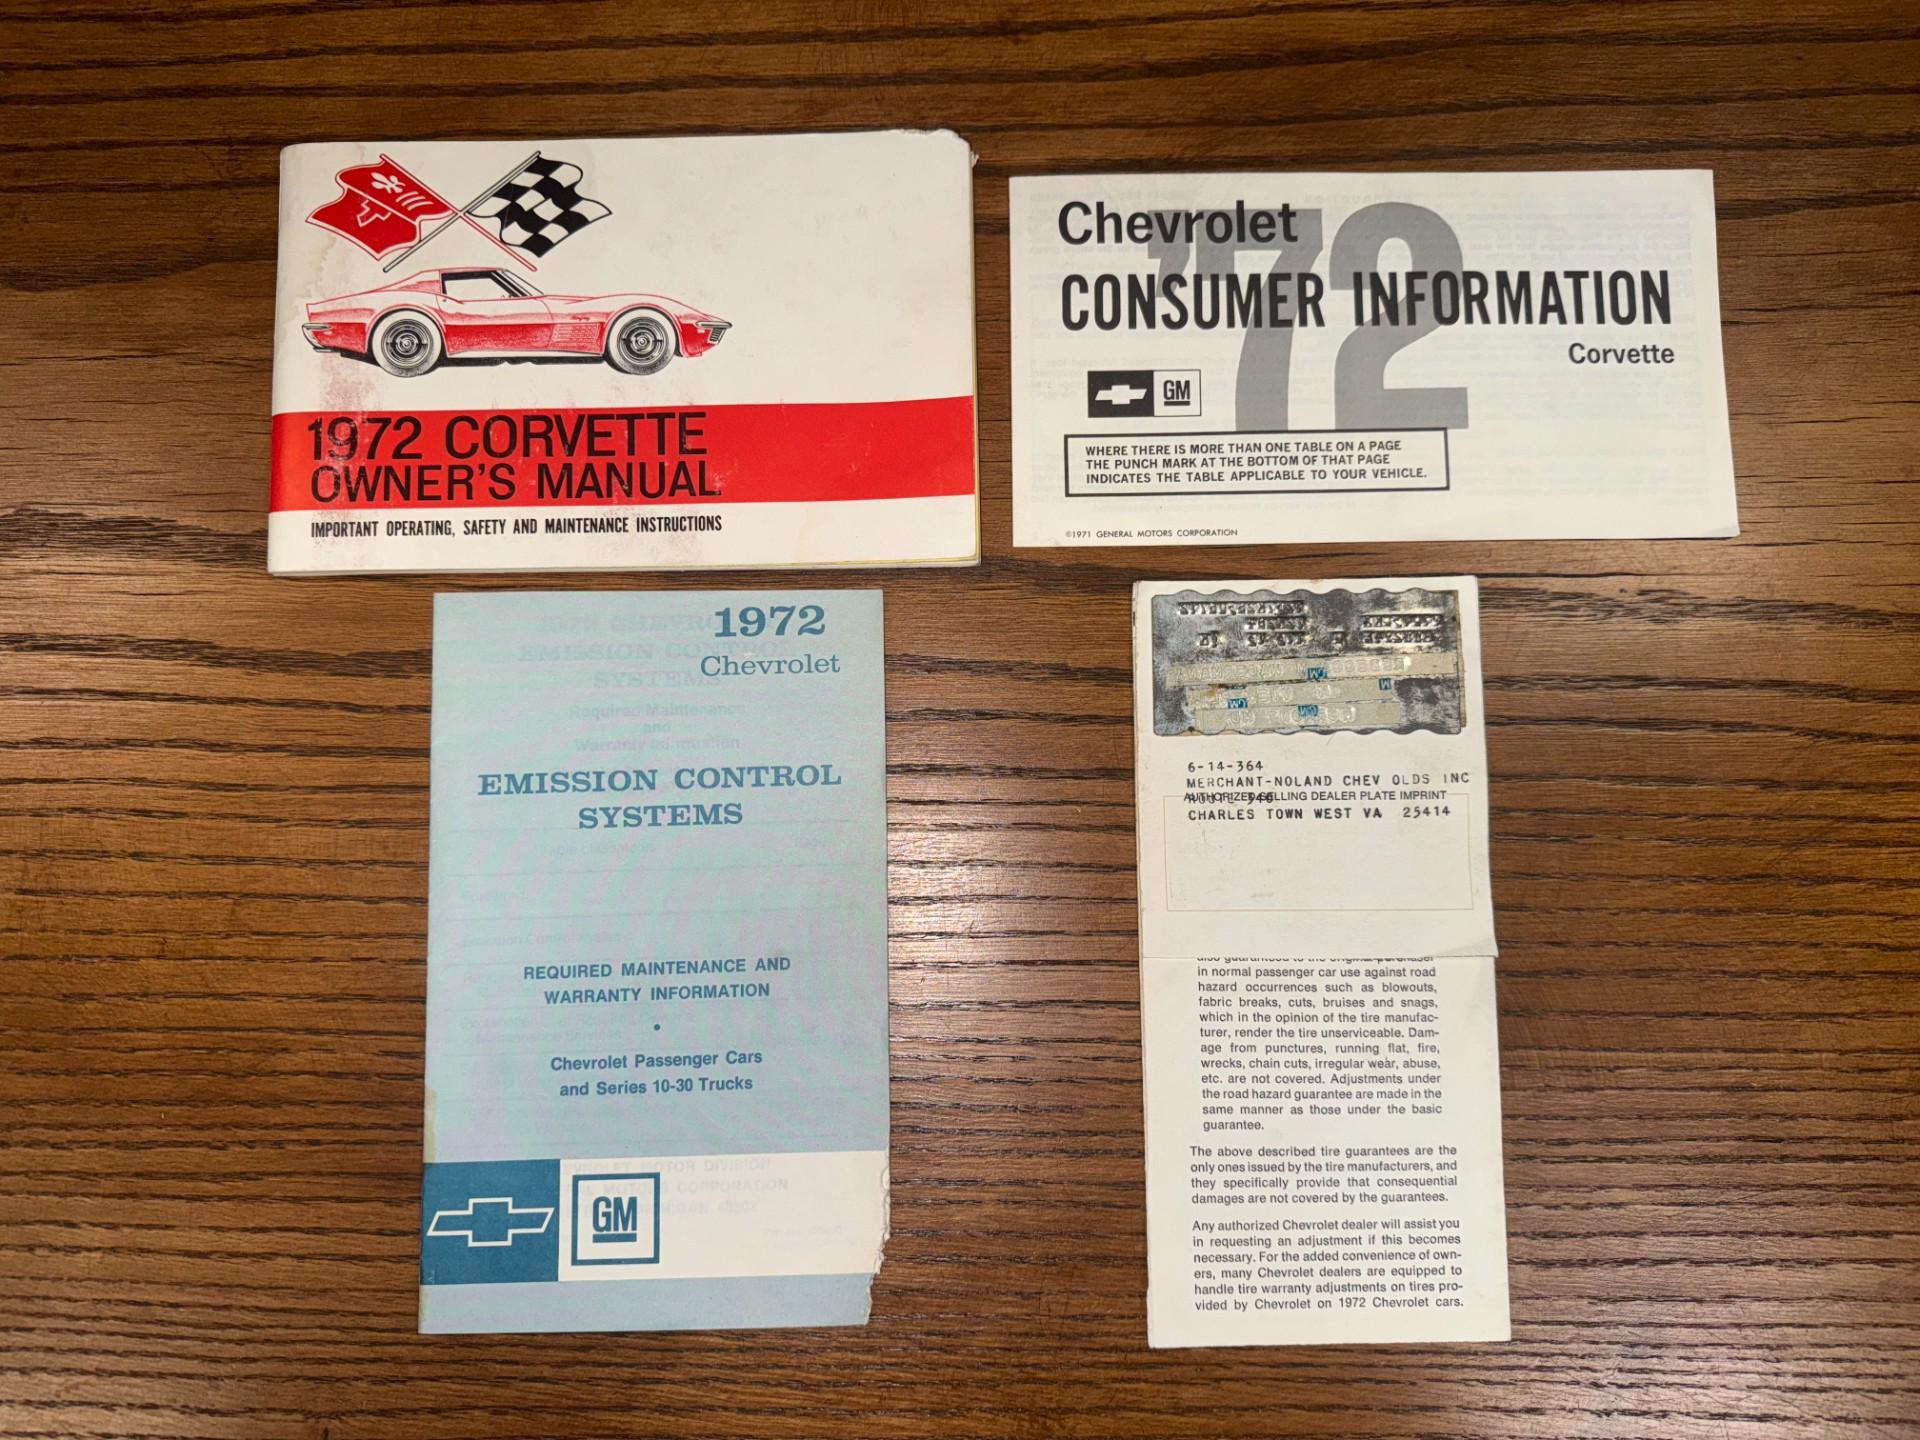 1972 CORVETTE
OWNER'S MANUAL
IMPORTANT OPERATING, SAFETY AND MAINTENANCE INSTRUCTIONS
'72
Chevrolet
CONSUMER INFORMATION
Corvette
GM
WHERE THERE IS MORE THAN ONE TABLE ON A PAGE
THE PUNCH MARK AT THE BOTTOM OF THAT PAGE
INDICATES THE TABLE APPLICABLE TO YOUR VEHICLE.
©1971 GENERAL MOTORS CORPORATION
1972
Chevrolet
EMISSION CONTROL
SYSTEMS
REQUIRED MAINTENANCE AND
WARRANTY INFORMATION
•
Chevrolet Passenger Cars
and Series 10-30 Trucks
GM
GM
GM
GM
6-14-364
MERCHANT-NOLAND CHEV OLDS INC
AUTHORIZED SELLING DEALER PLATE IMPRINT
ROUTE 340
CHARLES TOWN WEST VA 25414
also guaranteed to the original purchaser
in normal passenger car use against road
hazard occurrences such as blowouts,
fabric breaks, cuts, bruises and snags,
which in the opinion of the tire manufac-
turer, render the tire unserviceable. Dam-
age from punctures, running flat, fire,
wrecks, chain cuts, irregular wear, abuse,
etc. are not covered. Adjustments under
the road hazard guarantee are made in the
same manner as those under the basic
guarantee.
The above described tire guarantees are the
only ones issued by the tire manufacturers, and
they specifically provide that consequential
damages are not covered by the guarantees.
Any authorized Chevrolet dealer will assist you
in requesting an adjustment if this becomes
necessary. For the added convenience of own-
ers, many Chevrolet dealers are equipped to
handle tire warranty adjustments on tires pro-
vided by Chevrolet on 1972 Chevrolet cars.